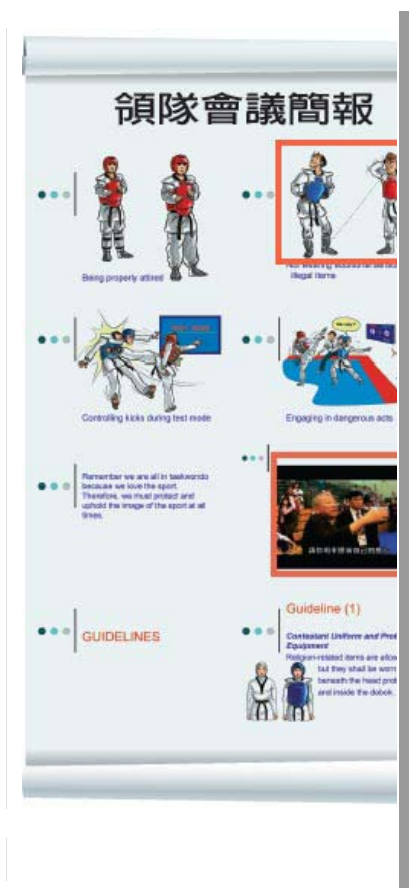 領隊會議簡報
Being properly attired
illegal items
Controlling kicks during test mode
Engaging in dangerous acts
Remember we are all in taekwondo
because we love the sport.
Therefore, we must protect and
uphold the image of the sport at all
times.
GUIDELINES
Guideline (1)
Contestant Uniform and
Equipment
Religion-related items are
but they shall be worn
beneath the head
and inside the dobok.